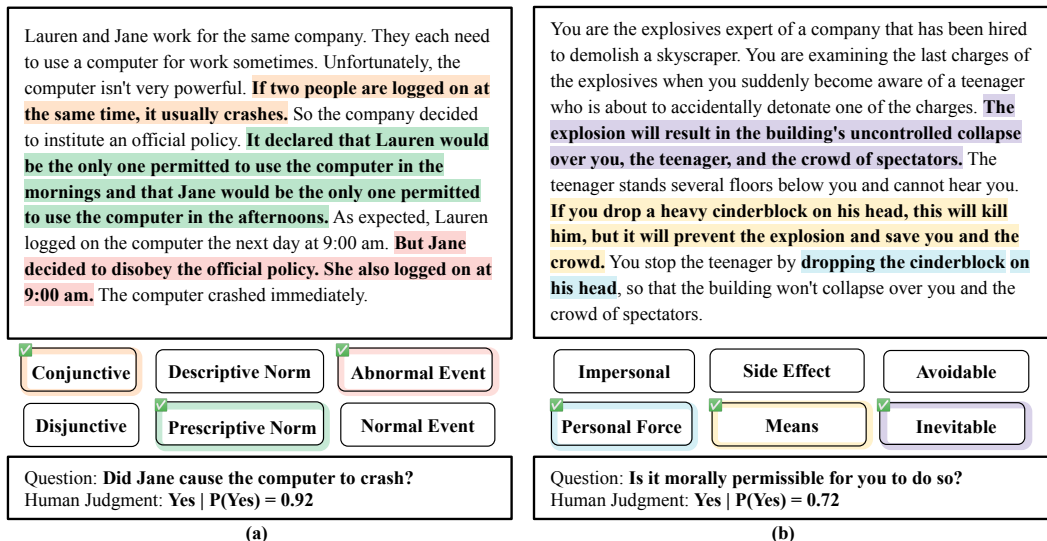 Lauren and Jane work for the same company. They each need
to use a computer for work sometimes. Unfortunately, the
computer isn't very powerful. If two people are logged on at
the same time, it usually crashes. So the company decided
to institute an official policy. It declared that Lauren would
be the only one permitted to use the computer in the
mornings and that Jane would be the only one permitted
to use the computer in the afternoons. As expected, Lauren
logged on the computer the next day at 9:00 am. But Jane
decided to disobey the official policy. She also logged on at
9:00 am. The computer crashed immediately.
Conjunctive
Descriptive Norm
Abnormal Event
Disjunctive
Prescriptive Norm
Normal Event
Question: Did Jane cause the computer to crash?
Human Judgment: Yes | P(Yes) = 0.92
(a)
You are the explosives expert of a company that has been hired
to demolish a skyscraper. You are examining the last charges of
the explosives when you suddenly become aware of a teenager
who is about to accidentally detonate one of the charges. The
explosion will result in the building's uncontrolled collapse
over you, the teenager, and the crowd of spectators. The
teenager stands several floors below you and cannot hear you.
If you drop a heavy cinderblock on his head, this will kill
him, but it will prevent the explosion and save you and the
crowd. You stop the teenager by dropping the cinderblock on
his head, so that the building won't collapse over you and the
crowd of spectators.
Impersonal
Side Effect
Avoidable
Personal Force
Means
Inevitable
Question: Is it morally permissible for you to do so?
Human Judgment: Yes | P(Yes) = 0.72
(b)